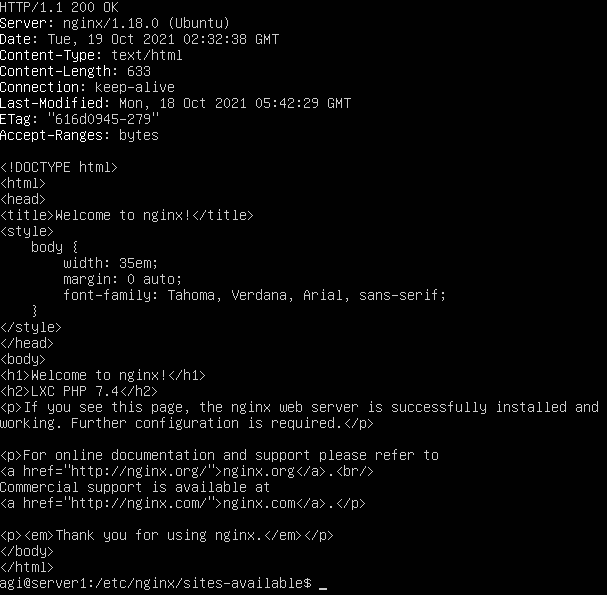 HTTP/1.1 200 OK
Server: nginx/1.18.0 (Ubuntu)
Date: Tue, 19 Oct 2021 02:32:38 GMT
Content-Type: text/html
Content-Length: 633
Connection: keep-alive
Last-Modified: Mon, 18 Oct 2021 05:42:29 GMT
ETag: "616d0945-279"
Accept-Ranges: bytes

<!DOCTYPE html>
<html>
<head>
<title>Welcome to nginx!</title>
<style>
    body {
        width: 35em;
        margin: 0 auto;
        font-family: Tahoma, Verdana, Arial, sans-serif;
    }
</style>
</head>
<body>
<h1>Welcome to nginx!</h1>
<h2>LXC PHP 7.4</h2>
<p>If you see this page, the nginx web server is successfully installed and
working. Further configuration is required.</p>

<p>For online documentation and support please refer to
<a href="http://nginx.org/">nginx.org</a>.<br/>
Commercial support is available at
<a href="http://nginx.com/">nginx.com</a>.</p>

<p><em>Thank you for using nginx.</em></p>
</body>
</html>
agi@server1:/etc/nginx/sites-available$ _